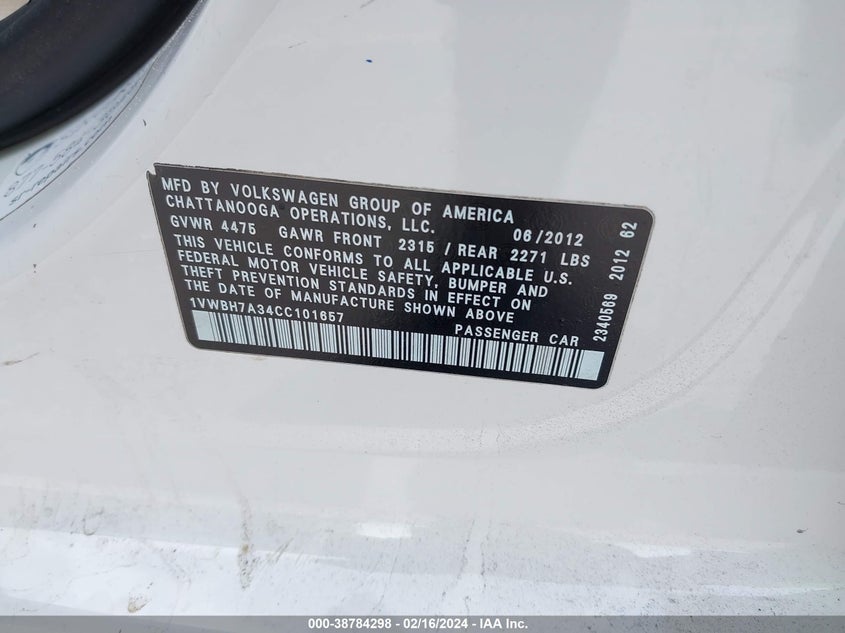 MFD BY VOLKSWAGEN GROUP OF AMERICA
CHATTANOOGA OPERATIONS, LLC.
06/2012
GVWR 4475 GAWR FRONT 2315 / REAR 2271 LBS
THIS VEHICLE CONFORMS TO ALL APPLICABLE U.S.
FEDERAL MOTOR VEHICLE SAFETY, BUMPER AND
THEFT PREVENTION STANDARDS IN EFFECT ON
THE DATE OF MANUFACTURE SHOWN ABOVE
1VWBH7A34CC101657
PASSENGER CAR
2340569 2012 62
000-38784298 - 02/16/2024 - IAA Inc.